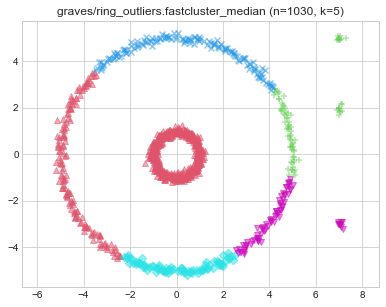 graves/ring_outliers.fastcluster_median (n=1030, k=5)
4
2
0
−2
−4
−6 −4 −2 0 2 4 6 8